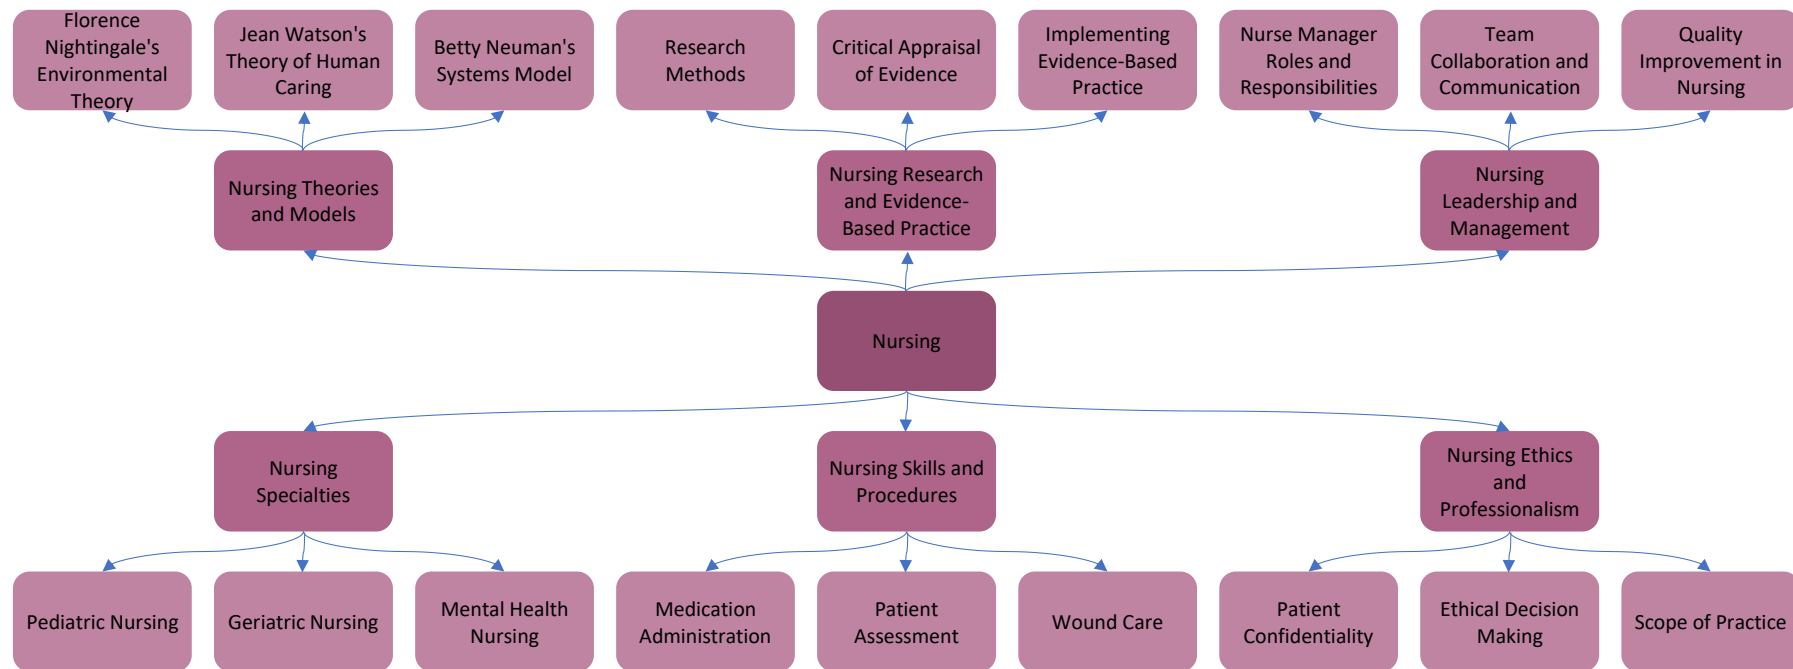 Florence
Nightingale's
Environmental
Theory
Jean Watson's
Theory of Human
Caring
Betty Neuman's
Systems Model
Research
Methods
Critical Appraisal
of Evidence
Implementing
Evidence-Based
Practice
Nurse Manager
Roles and
Responsibilities
Team
Collaboration and
Communication
Quality
Improvement in
Nursing
Nursing Theories
and Models
Nursing Research
and Evidence-
Based Practice
Nursing
Leadership and
Management
Nursing
Nursing
Specialties
Nursing Skills and
Procedures
Nursing Ethics
and
Professionalism
Pediatric Nursing
Geriatric Nursing
Mental Health
Nursing
Medication
Administration
Patient
Assessment
Wound Care
Patient
Confidentiality
Ethical Decision
Making
Scope of Practice